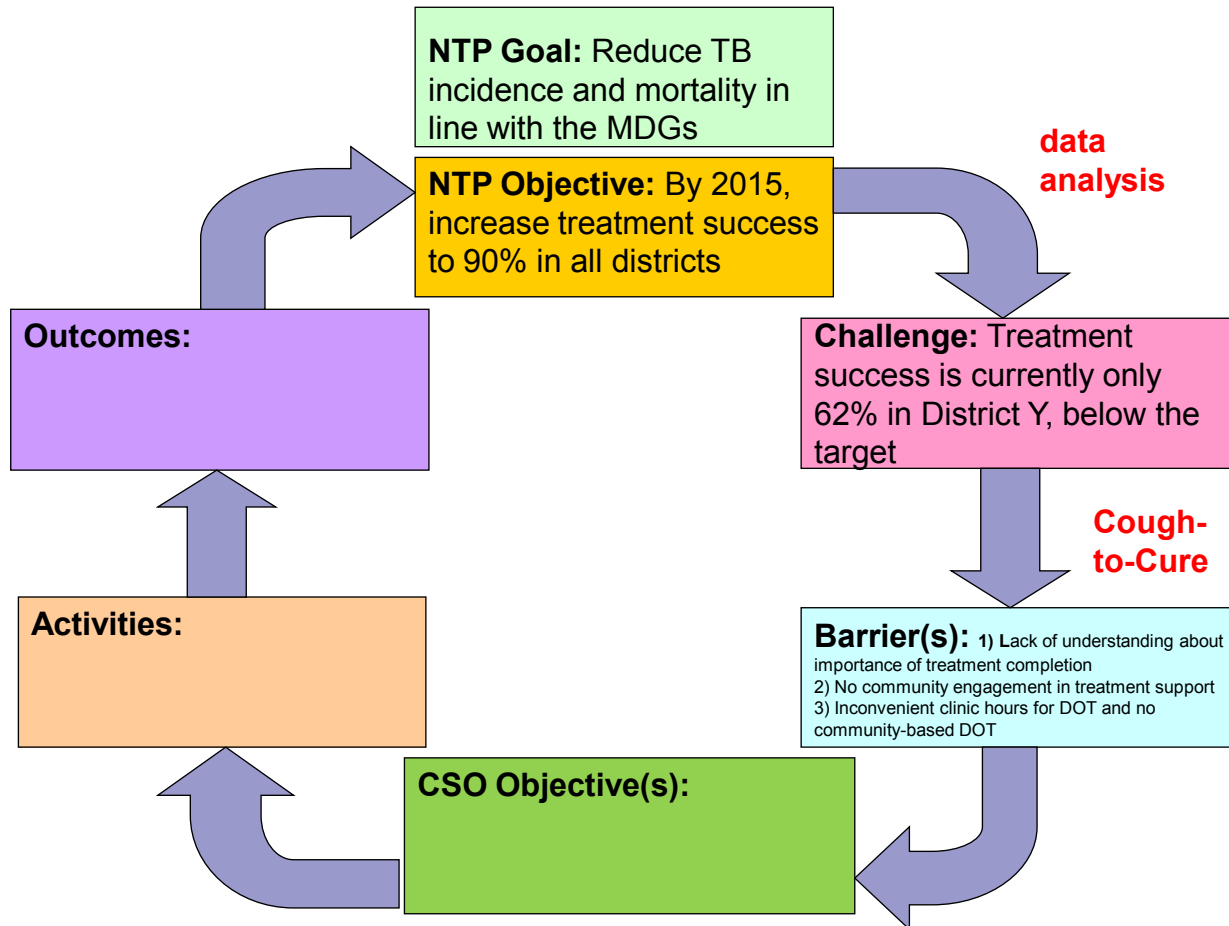 NTP Goal: Reduce TB
incidence and mortality in
line with the MDGs
NTP Objective: By 2015,
increase treatment success
to 90% in all districts
data
analysis
Challenge: Treatment
success is currently only
62% in District Y, below the
target
Cough-
to-Cure
Barrier(s): 1) Lack of understanding about
importance of treatment completion
2) No community engagement in treatment support
3) Inconvenient clinic hours for DOT and no
community-based DOT
CSO Objective(s):
Activities:
Outcomes: